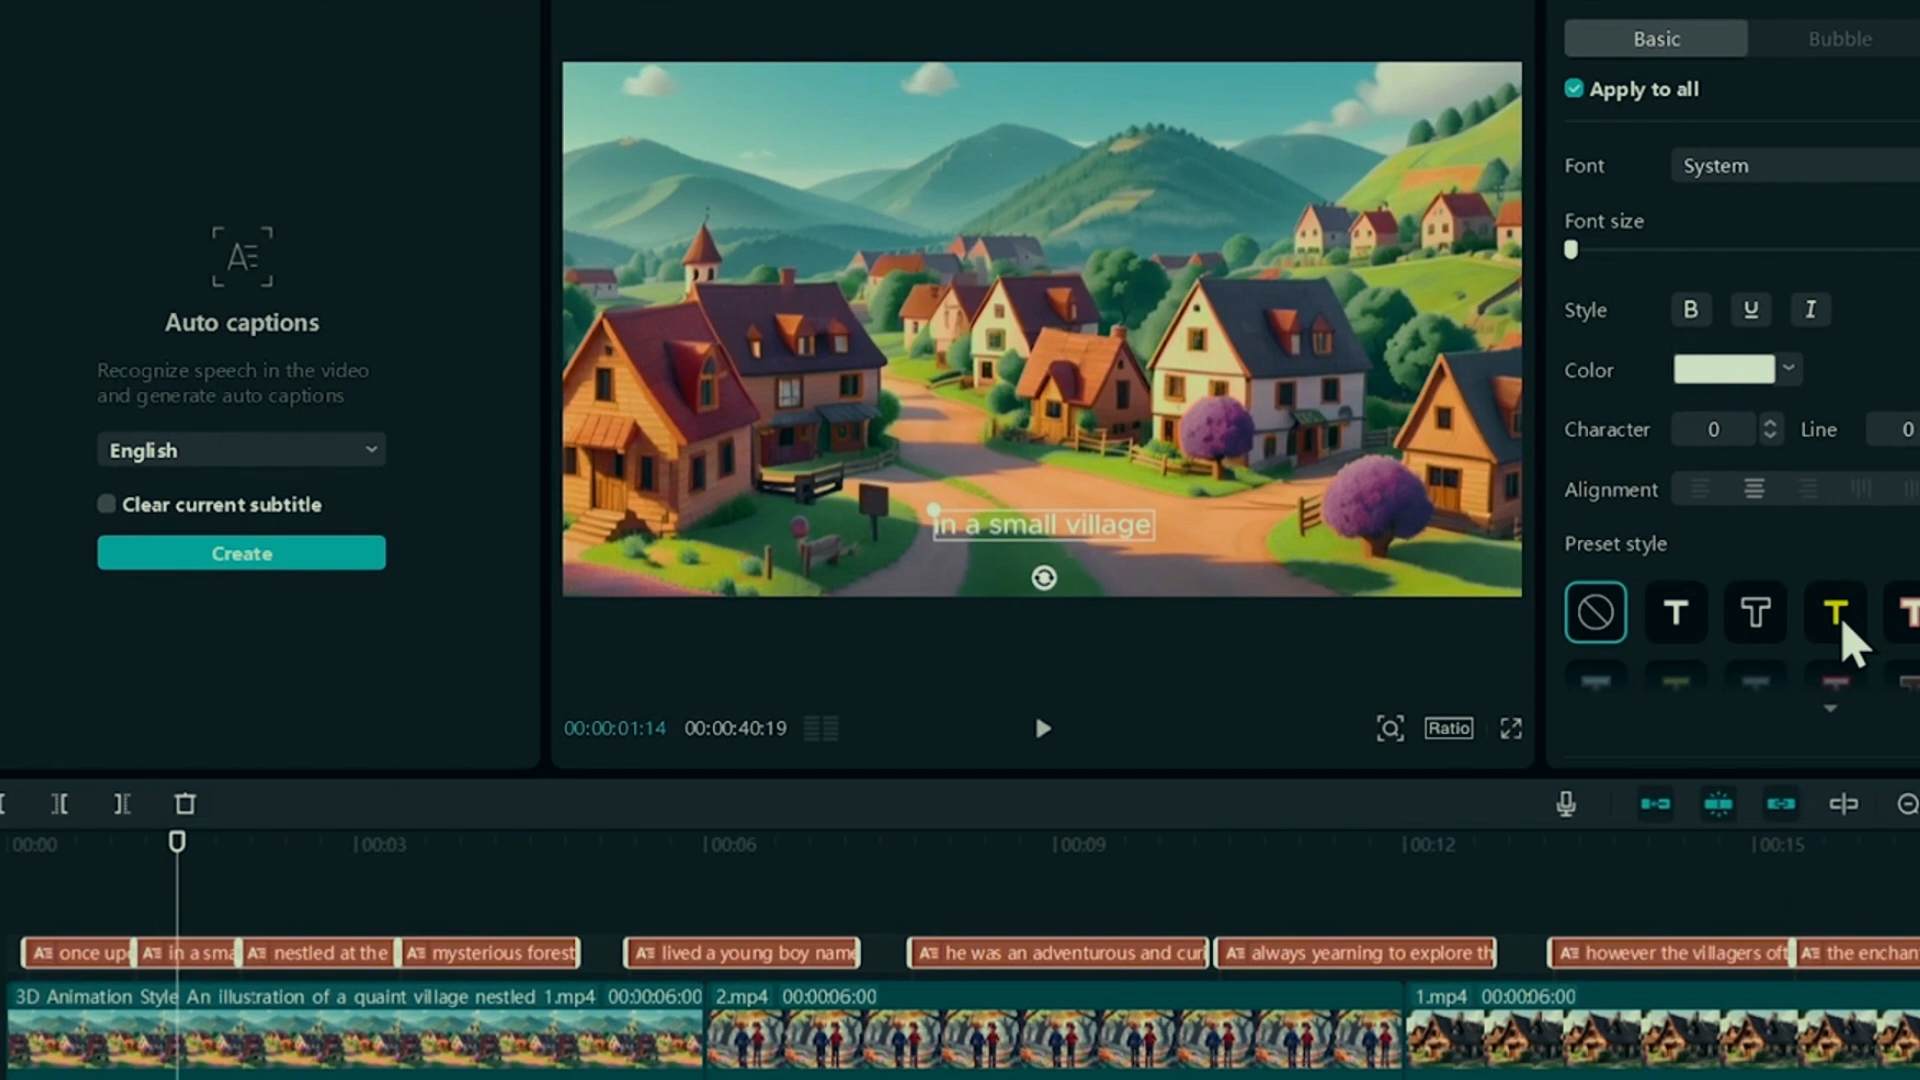 Auto captions
Recognize speech in the video
and generate auto captions
English
Clear current subtitle
Create
in a small village
00:00:01:14 00:00:40:19
Ratio
Basic Bubble
Apply to all
Font System
Font size
Style B U I
Color
Character 0 Line 0
Alignment
Preset style
T T T T
00:00 00:03 00:06 00:09 00:12 00:15
once up in a sma nestled at the mysterious forest lived a young boy name he was an adventurous and cur always yearning to explore th however the villagers oft the enchan
3D Animation Style An illustration of a quaint village nestled 1.mp4 00:00:06:00 2.mp4 00:00:06:00 1.mp4 00:00:06:00